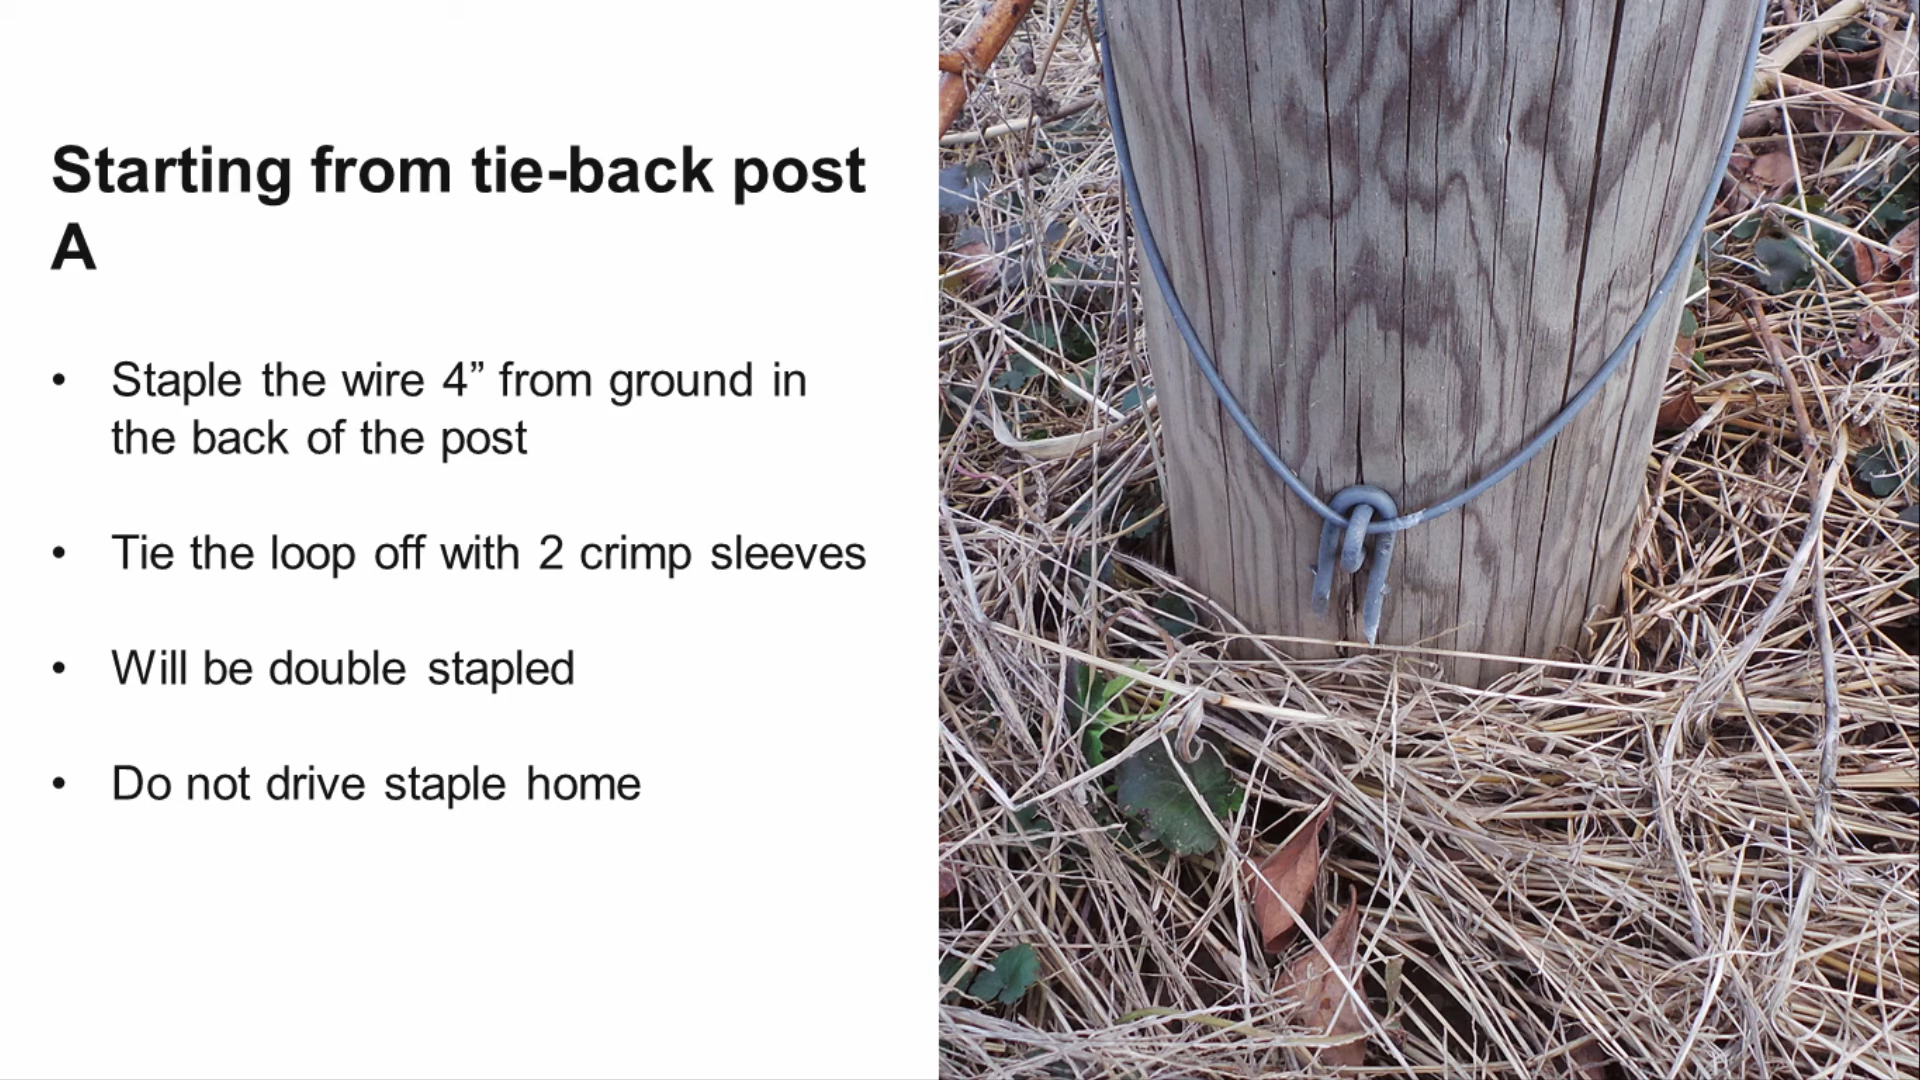 Starting from tie-back post
A
• Staple the wire 4” from ground in
the back of the post
• Tie the loop off with 2 crimp sleeves
• Will be double stapled
• Do not drive staple home